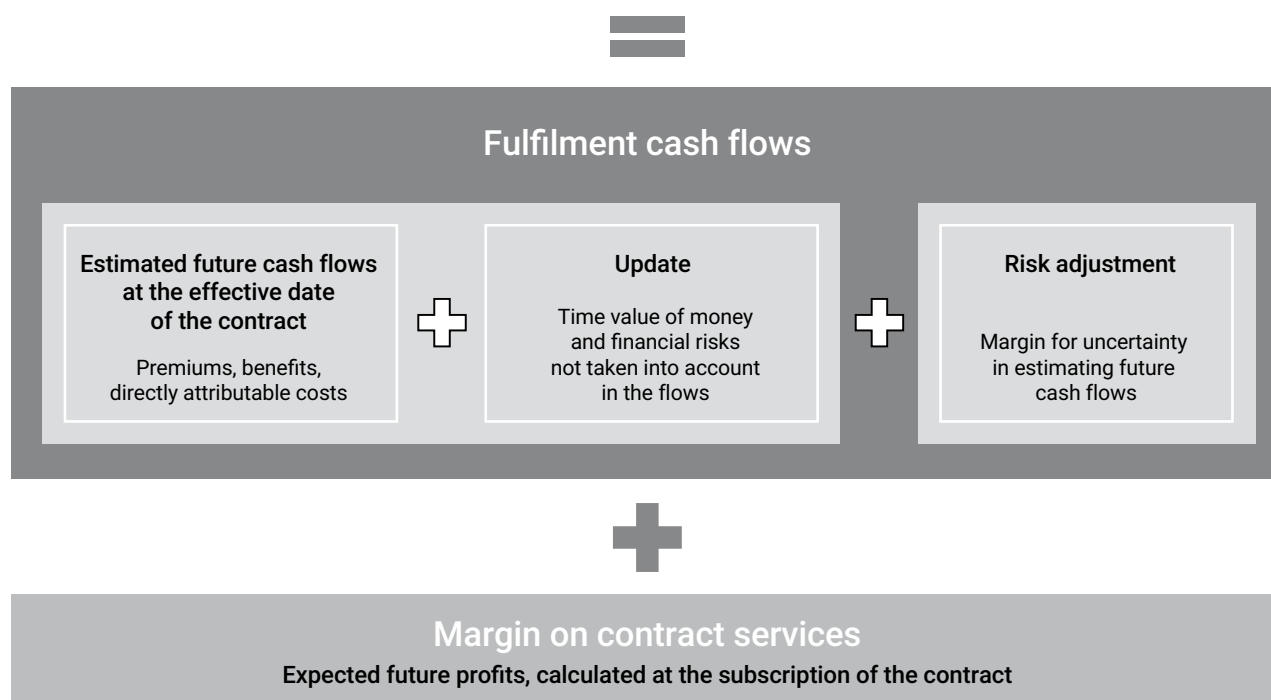 Fulfilment cash flows
Estimated future cash flows
at the effective date
of the contract
Premiums, benefits,
directly attributable costs
Update
Time value of money
and financial risks
not taken into account
in the flows
Risk adjustment
Margin for uncertainty
in estimating future
cash flows
Margin on contract services
Expected future profits, calculated at the subscription of the contract